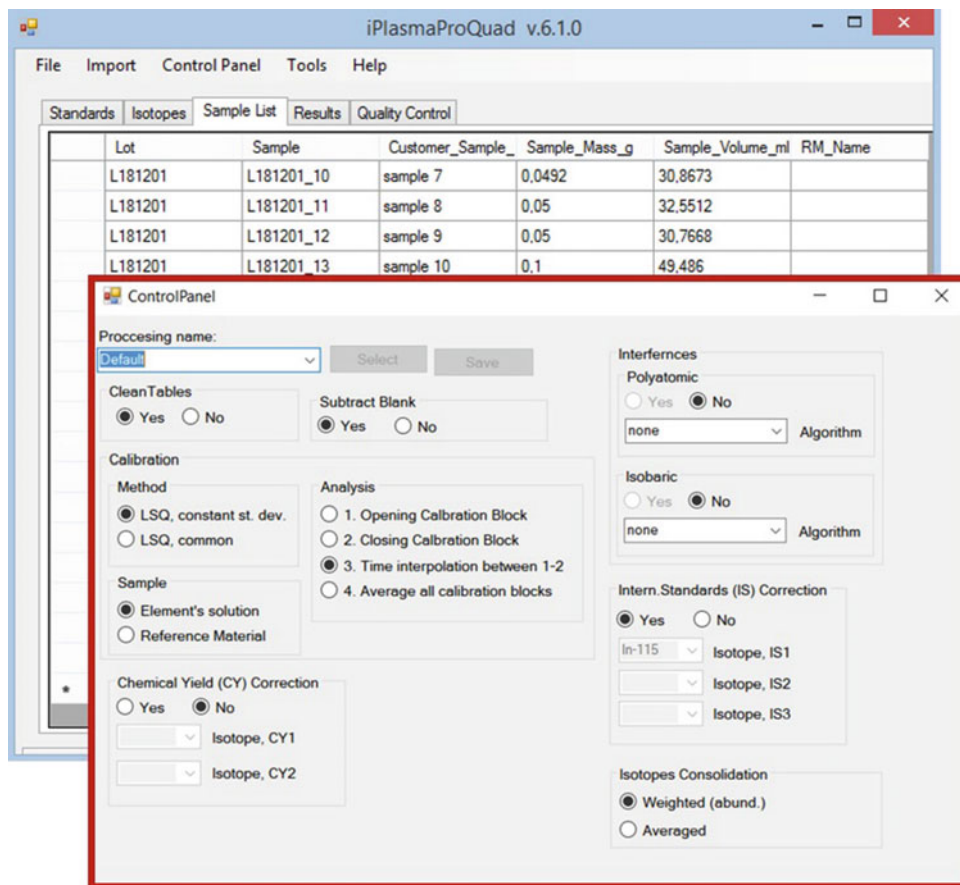 iPlasmaProQuad v.6.1.0
File Import Control Panel Tools Help
Standards Isotopes Sample List Results Quality Control
Lot Sample Customer_Sample_ Sample_Mass_g Sample_Volume_ml RM_Name
L181201 L181201_10 sample 7 0,0492 30,8673
L181201 L181201_11 sample 8 0,05 32,5512
L181201 L181201_12 sample 9 0,05 30,7668
L181201 L181201_13 sample 10 0,1 49,486
*
ControlPanel
Proccesing name:
Default Select Save
CleanTables
Yes No
Subtract Blank
Yes No
Calibration
Method
LSQ, constant st. dev.
LSQ, common
Analysis
1. Opening Calbration Block
2. Closing Calbration Block
3. Time interpolation between 1-2
4. Average all calibration blocks
Sample
Element's solution
Reference Material
Chemical Yield (CY) Correction
Yes No
Isotope, CY1
Isotope, CY2
Interfernces
Polyatomic
Yes No
none Algorithm
Isobaric
Yes No
none Algorithm
Intern.Standards (IS) Correction
Yes No
In-115 Isotope, IS1
Isotope, IS2
Isotope, IS3
Isotopes Consolidation
Weighted (abund.)
Averaged